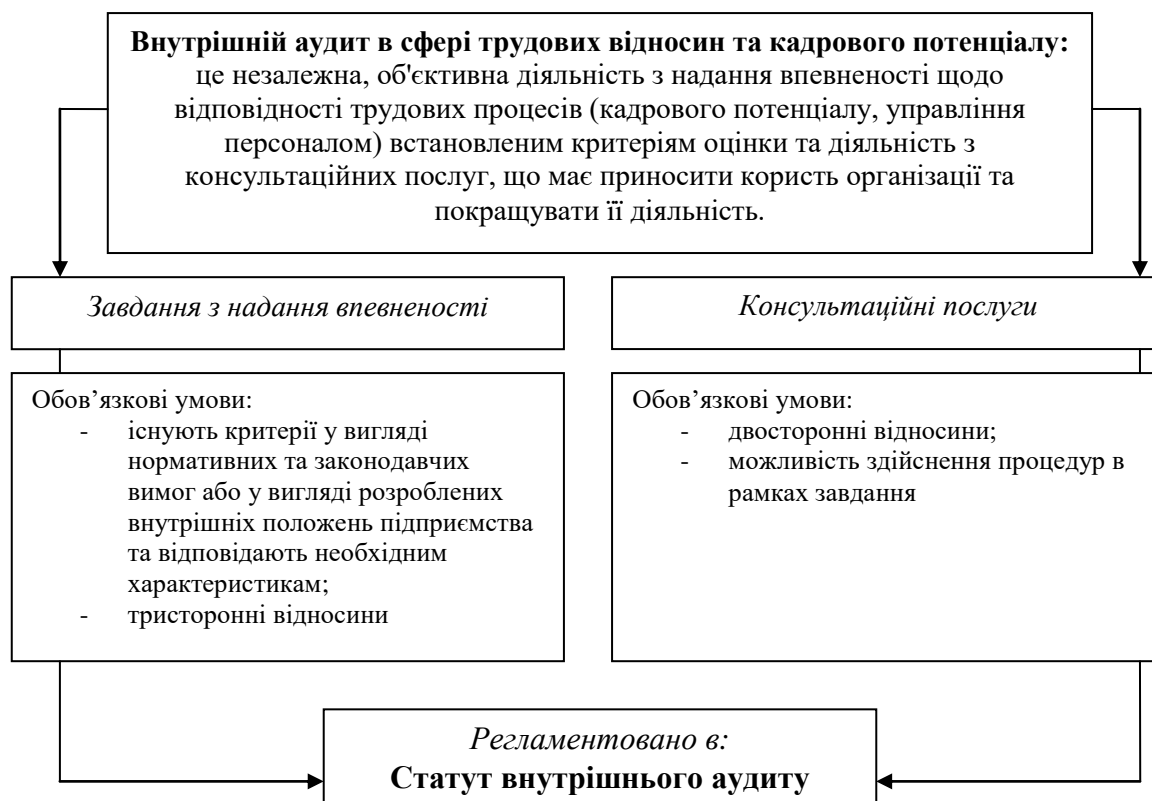 Внутрішній аудит в сфері трудових відносин та кадрового потенціалу:
це незалежна, об'єктивна діяльність з надання впевненості щодо
відповідності трудових процесів (кадрового потенціалу, управління
персоналом) встановленим критеріям оцінки та діяльність з
консультаційних послуг, що має приносити користь організації та
покращувати її діяльність.
Завдання з надання впевненості
Консультаційні послуги
Обов’язкові умови:
- існують критерії у вигляді
нормативних та законодавчих
вимог або у вигляді розроблених
внутрішніх положень підприємства
та відповідають необхідним
характеристикам;
- тристоронні відносини
Обов’язкові умови:
- двосторонні відносини;
- можливість здійснення процедур в
рамках завдання
Регламентовано в:
Статут внутрішнього аудиту